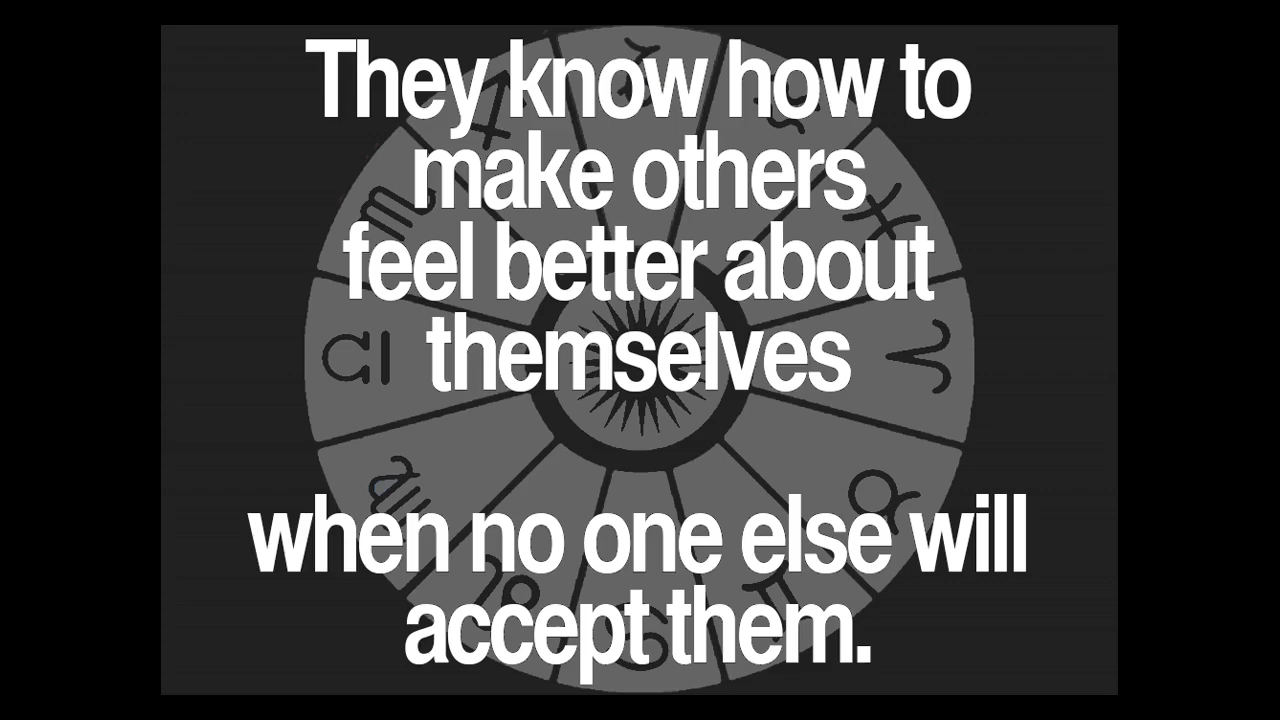 They know how to
make others
feel better about
themselves
when no one else will
accept them.